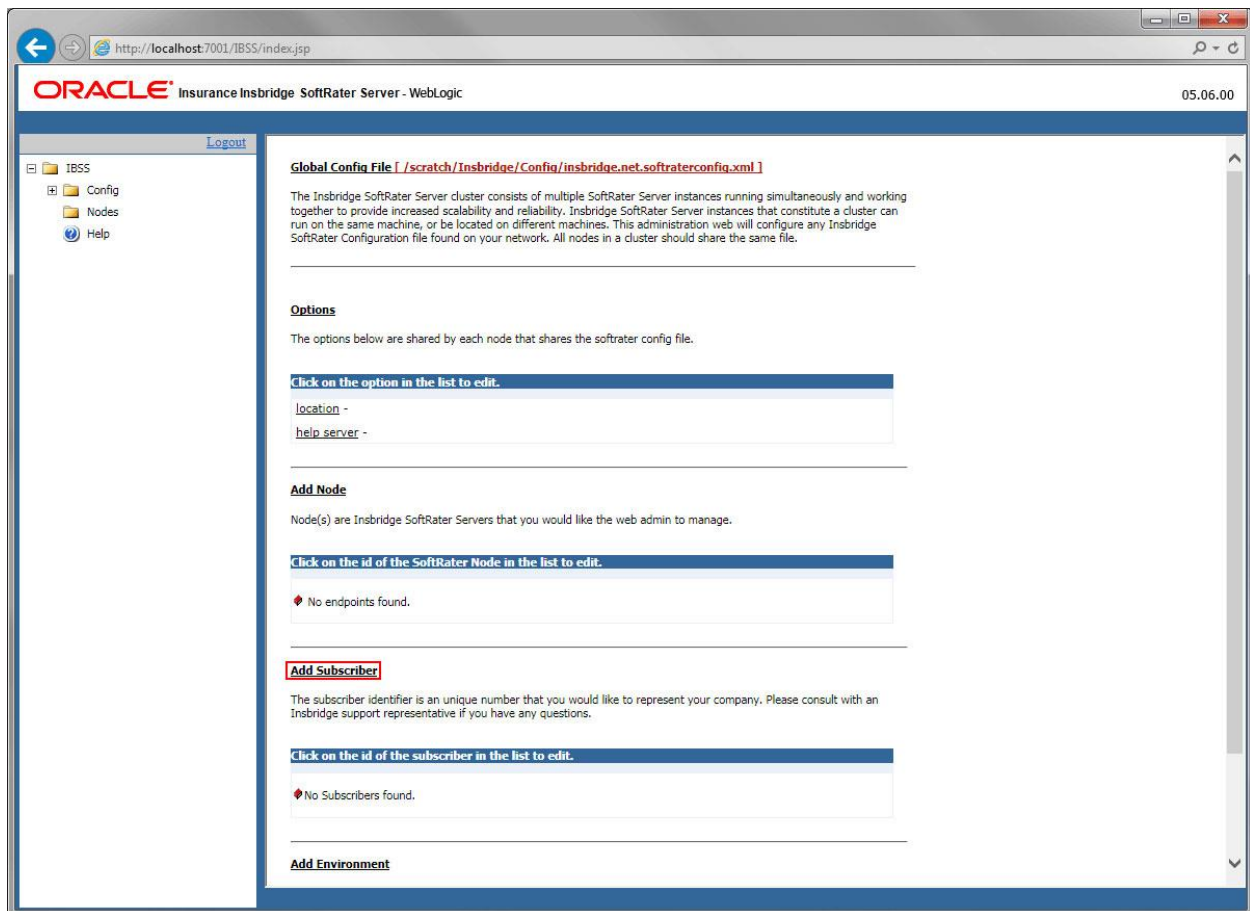 http://localhost:7001/IBSS/index.jsp
ORACLE® Insurance Insbridge SoftRater Server - WebLogic
05.06.00
Logout
IBSS
Config
Nodes
Help
Global Config File [ /scratch/Insbridge/Config/insbridge.net.softraterconfig.xml ]
The Insbridge SoftRater Server cluster consists of multiple SoftRater Server instances running simultaneously and working
together to provide increased scalability and reliability. Insbridge SoftRater Server instances that constitute a cluster can
run on the same machine, or be located on different machines. This administration web will configure any Insbridge
SoftRater Configuration file found on your network. All nodes in a cluster should share the same file.
Options
The options below are shared by each node that shares the softrater config file.
Click on the option in the list to edit.
location -
help server -
Add Node
Node(s) are Insbridge SoftRater Servers that you would like the web admin to manage.
Click on the id of the SoftRater Node in the list to edit.
No endpoints found.
Add Subscriber
The subscriber identifier is an unique number that you would like to represent your company. Please consult with an
Insbridge support representative if you have any questions.
Click on the id of the subscriber in the list to edit.
No Subscribers found.
Add Environment